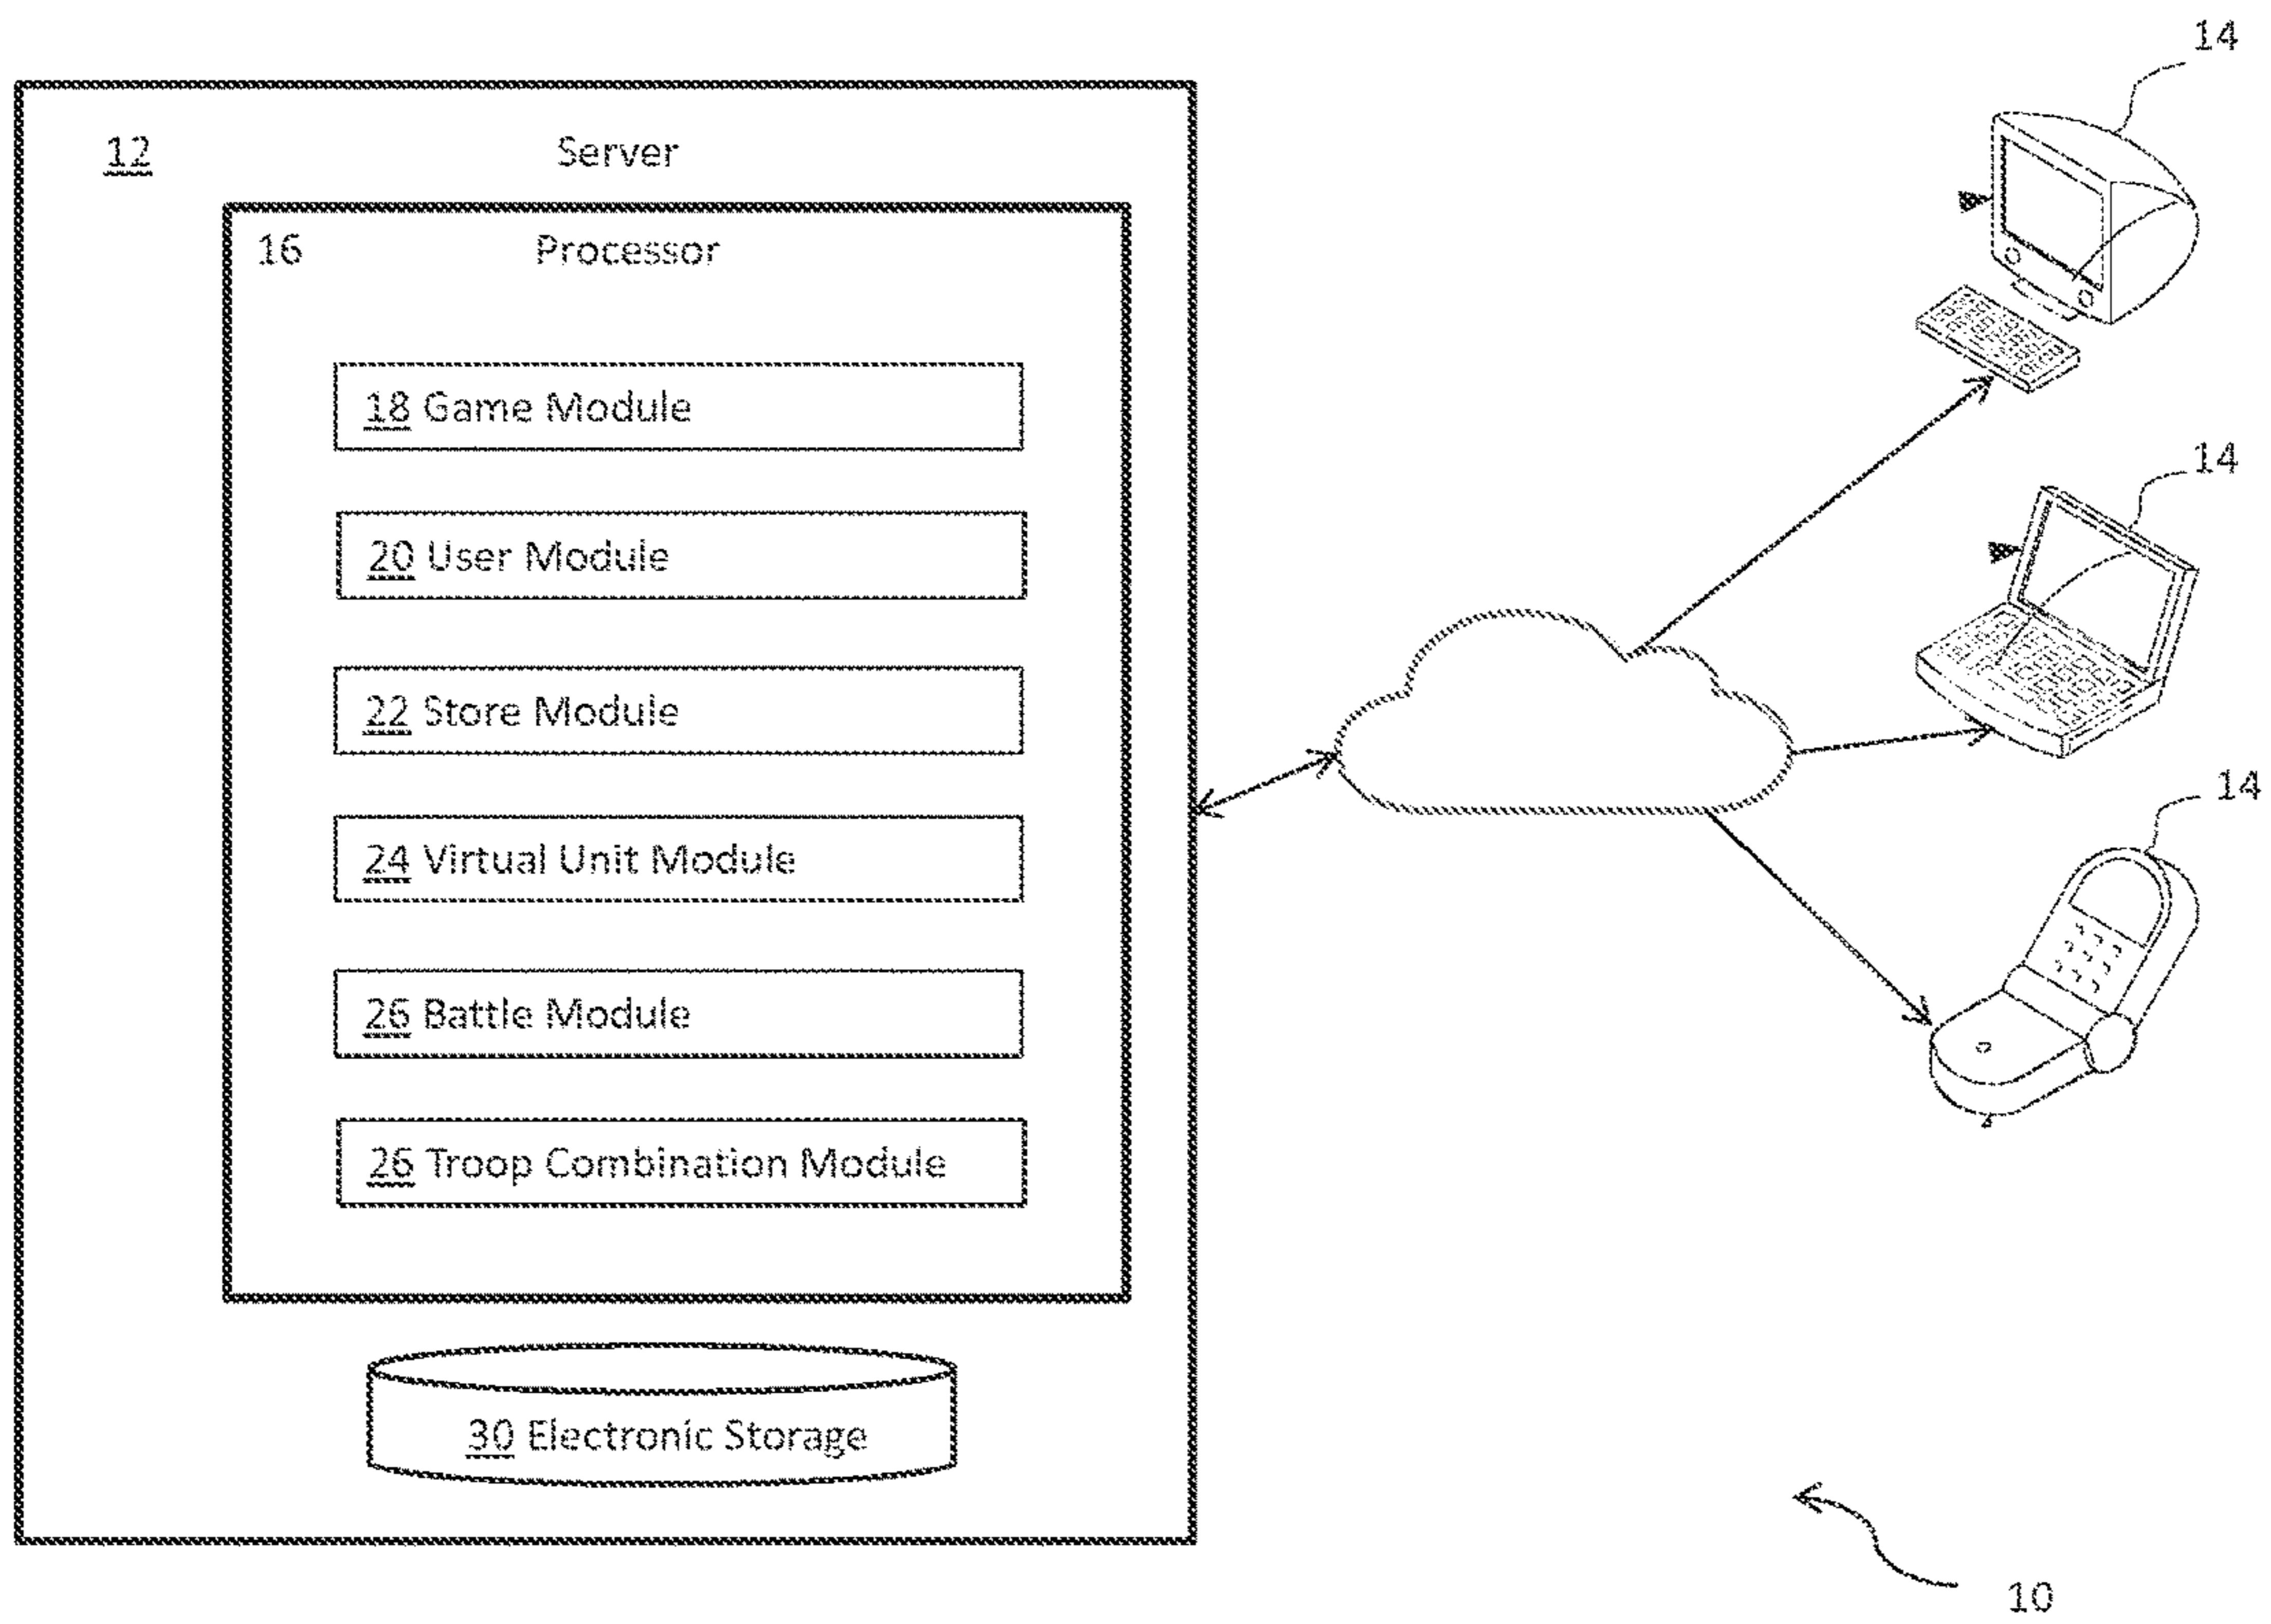 14
12 Server
16 Processor
18 Game Module
20 User Module
22 Store Module
24 Virtual Unit Module
26 Battle Module
26 Troop Combination Module
30 Electronic Storage
14
14
10